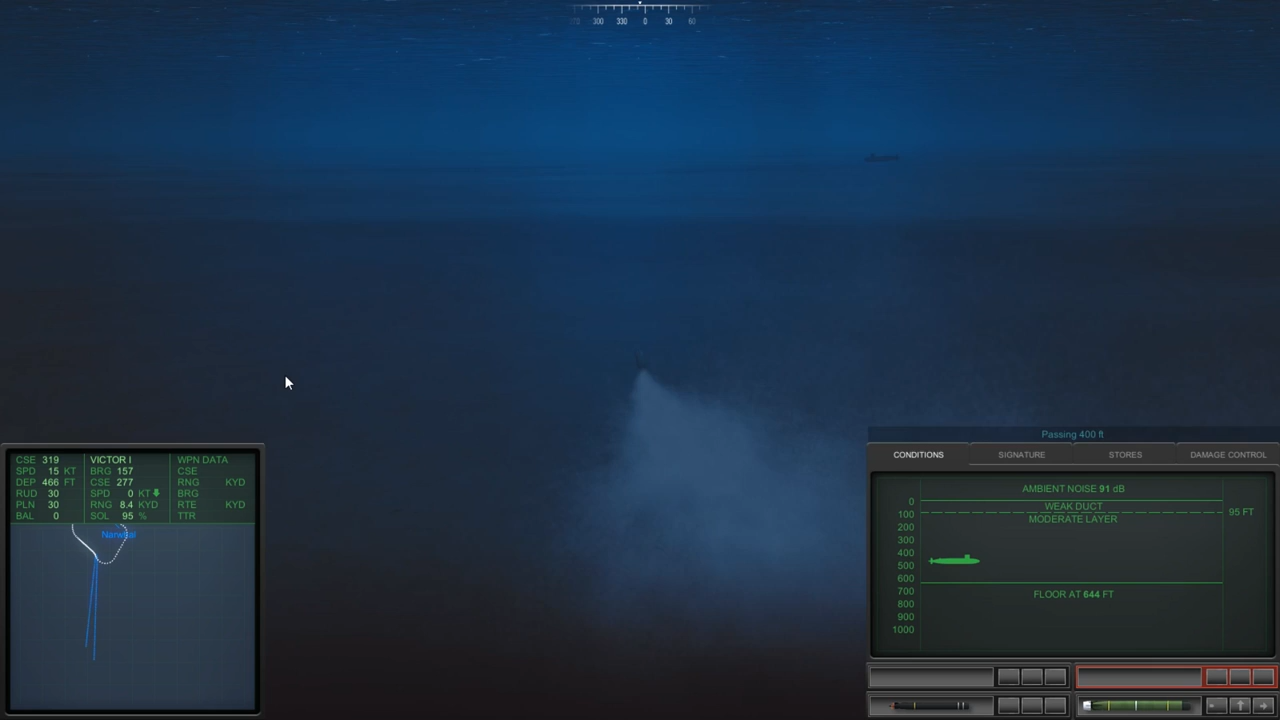 300 330 0 30 60
CSE 319
SPD 15 KT
DEP 466 FT
RUD 30
PLN 30
BAL 0
VICTOR I
BRG 157
CSE 277
SPD 0 KT
RNG 8.4 KYD
SOL 95 %
WPN DATA
CSE
RNG KYD
BRG
RTE KYD
TTR
Passing 400 ft
CONDITIONS SIGNATURE STORES DAMAGE CONTROL
AMBIENT NOISE 91 dB
0
100
200
300
400
500
600
700
800
900
1000
WEAK DUCT
95 FT
MODERATE LAYER
FLOOR AT 644 FT